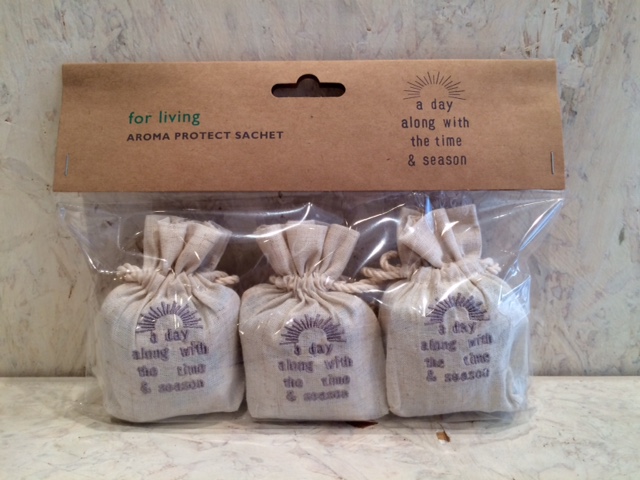 for living
AROMA PROTECT SACHET
a day
along with
the time
& season
a day
along with
the time
& season
a day
along with
the time
& season
a day
along with
the time
& season